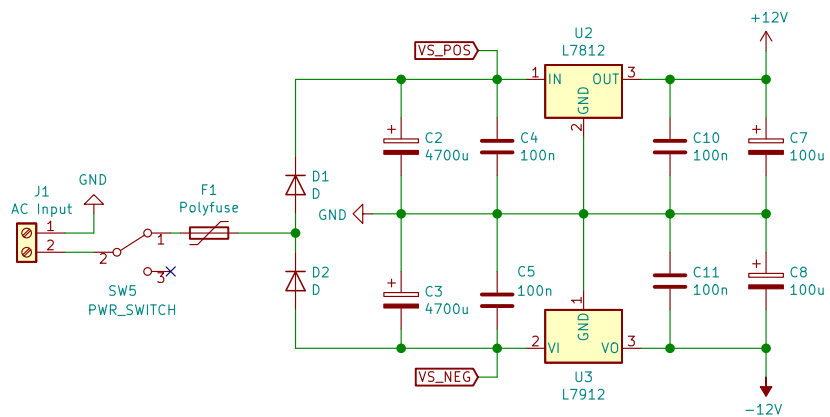 +12V
VS_POS
U2
L7812
1
IN
OUT
3
GND
2
C2
4700u
C4
100n
C10
100n
C7
100u
D1
D
J1
AC Input
GND
F1
Polyfuse
1
2
2
1
3
SW5
PWR_SWITCH
GND
D2
D
C3
4700u
C5
100n
C11
100n
C8
100u
1
GND
2
VI
VO
3
VS_NEG
U3
L7912
-12V